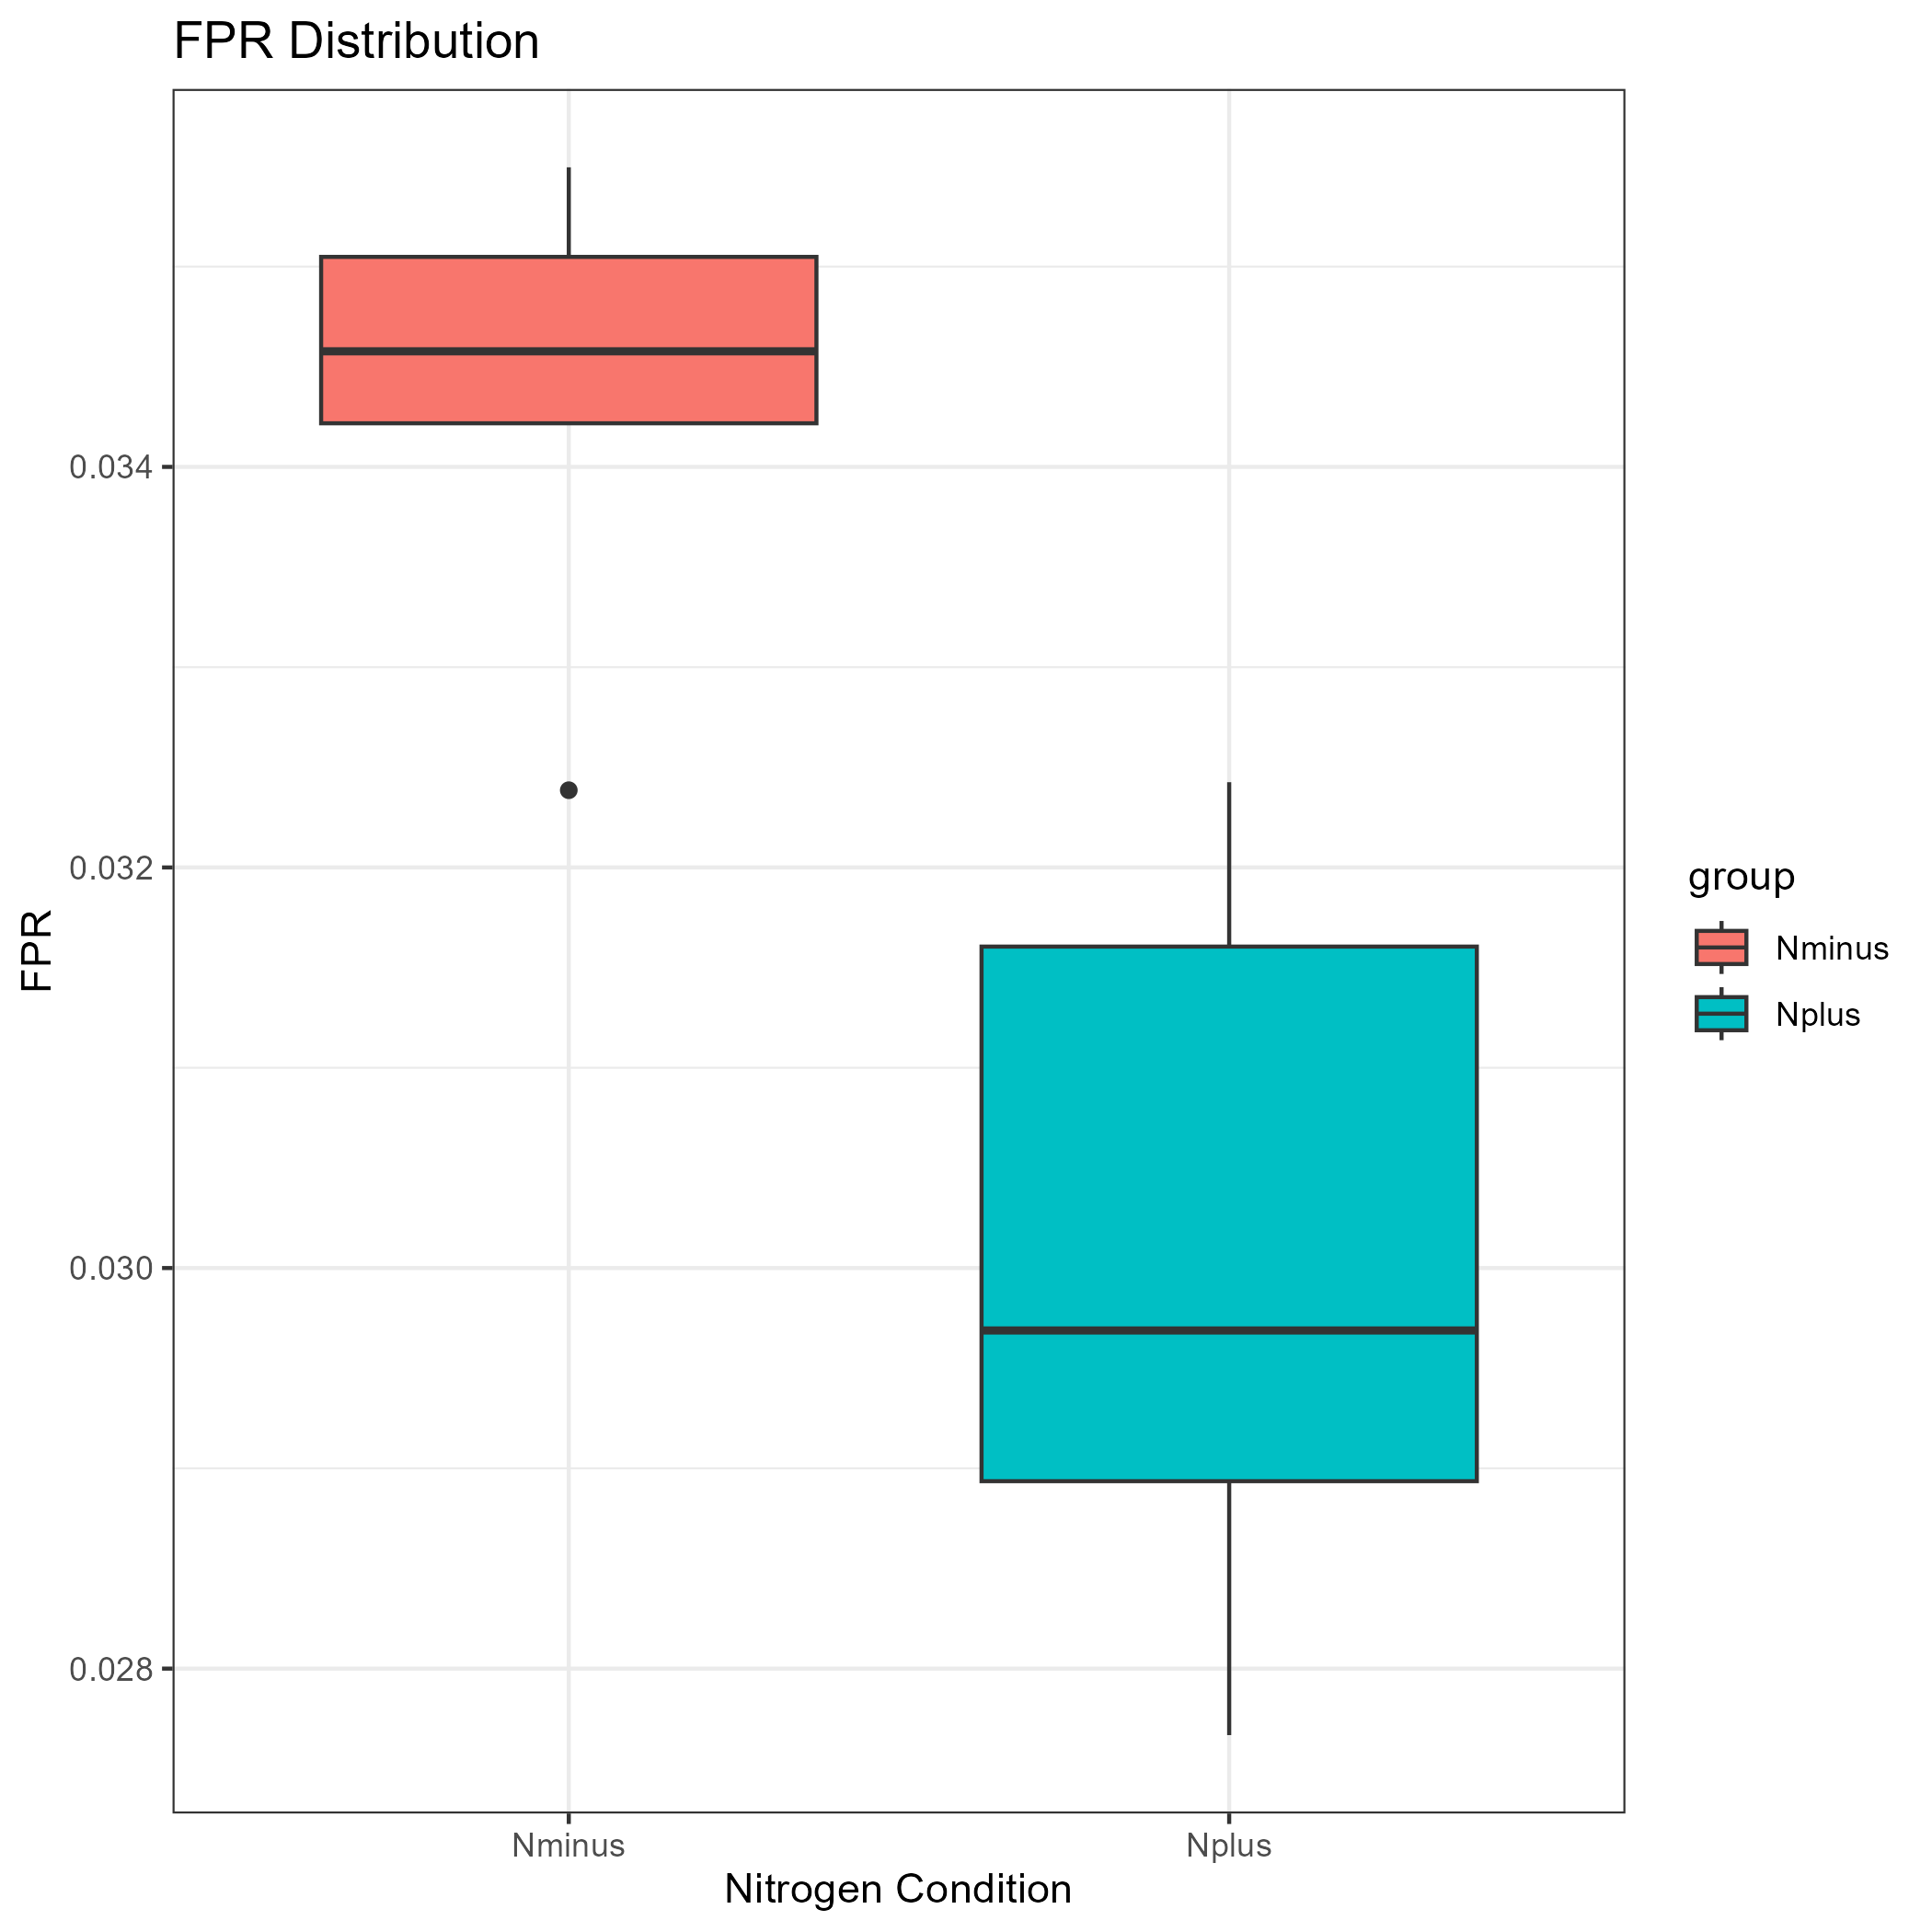 FPR Distribution
0.034
0.032
0.030
0.028
FPR
Nminus
Nplus
Nitrogen Condition
group
Nminus
Nplus